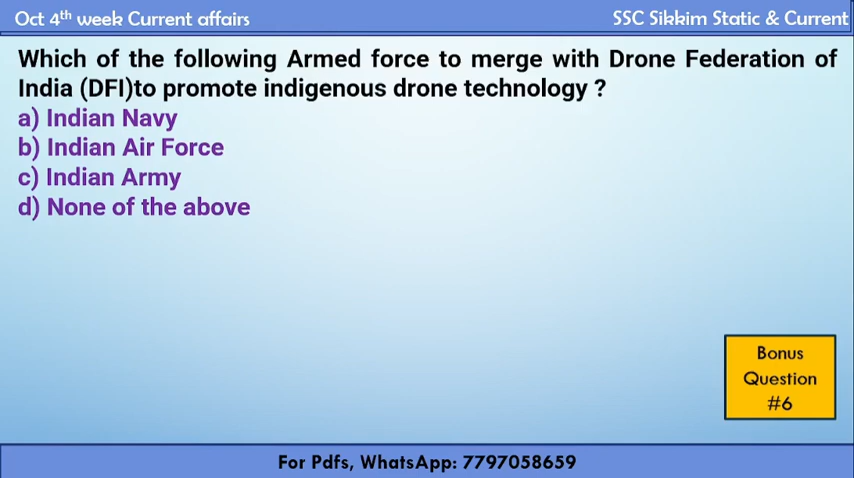 Oct 4th week Current affairs
SSC Sikkim Static & Current
Which of the following Armed force to merge with Drone Federation of
India (DFI)to promote indigenous drone technology ?
a) Indian Navy
b) Indian Air Force
c) Indian Army
d) None of the above
Bonus
Question
#6
For Pdfs, WhatsApp: 7797058659